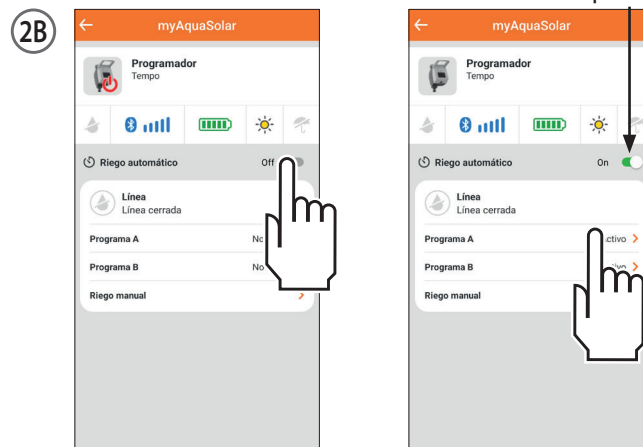 2B
myAquaSolar
Programador
Tempo
Riego automático Off
Línea
Línea cerrada
Programa A
Programa B No
Riego manual
myAquaSolar
Programador
Tempo
Riego automático On
Línea
Línea cerrada
Programa A
Programa B
Riego manual